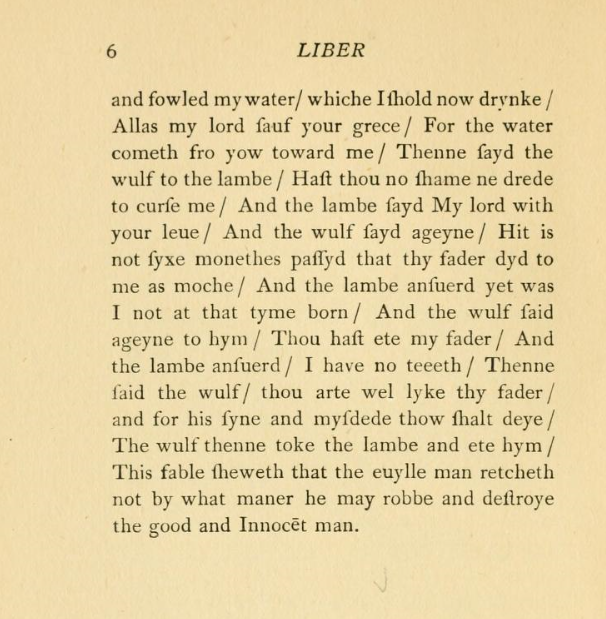 6 LIBER
and fowled my water/ whiche I ſhold now drynke /
Allas my lord ſauf your grece / For the water
cometh fro yow toward me / Thenne ſayd the
wulf to the lambe / Haſt thou no ſhame ne drede
to curſe me / And the lambe ſayd My lord with
your leue / And the wulf ſayd ageyne / Hit is
not ſyxe monethes paſſyd that thy fader dyd to
me as moche / And the lambe anſuerd yet was
I not at that tyme born / And the wulf ſaid
ageyne to hym / Thou haſt ete my fader / And
the lambe anſuerd / I have no teeeth / Thenne
ſaid the wulf / thou arte wel lyke thy fader /
and for his ſyne and myſdede thow ſhalt deye /
The wulf thenne toke the lambe and ete hym /
This fable ſheweth that the euylle man retcheth
not by what maner he may robbe and deſtroye
the good and Innocēt man.